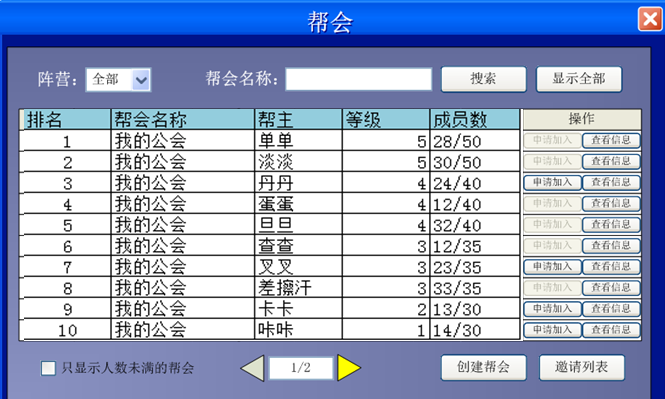 帮会
阵营： 全部 帮会名称： 搜索 显示全部
排名 帮会名称 帮主 等级 成员数 操作
1 我的公会 单单 5 28/50 申请加入 查看信息
2 我的公会 淡淡 5 30/50 申请加入 查看信息
3 我的公会 丹丹 4 24/40 申请加入 查看信息
4 我的公会 蛋蛋 4 12/40 申请加入 查看信息
5 我的公会 旦旦 4 32/40 申请加入 查看信息
6 我的公会 查查 3 12/35 申请加入 查看信息
7 我的公会 叉叉 3 23/35 申请加入 查看信息
8 我的公会 差擦汗 3 33/35 申请加入 查看信息
9 我的公会 卡卡 2 13/30 申请加入 查看信息
10 我的公会 咔咔 1 14/30 申请加入 查看信息
只显示人数未满的帮会 1/2 创建帮会 邀请列表